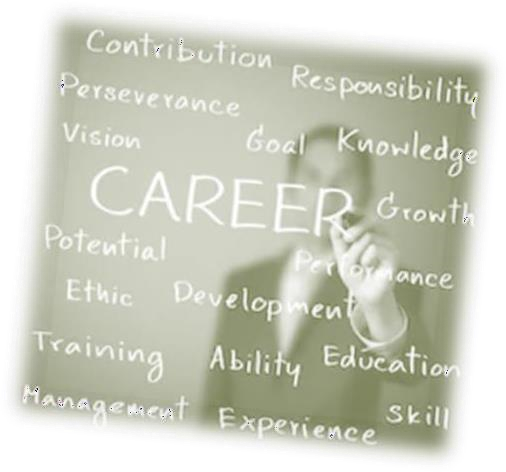 Contribution
Responsibility
Perseverance
Vision Goal Knowledge
CAREER Growth
Potential Performance
Ethic Development
Training Ability Education
Management Experience Skill